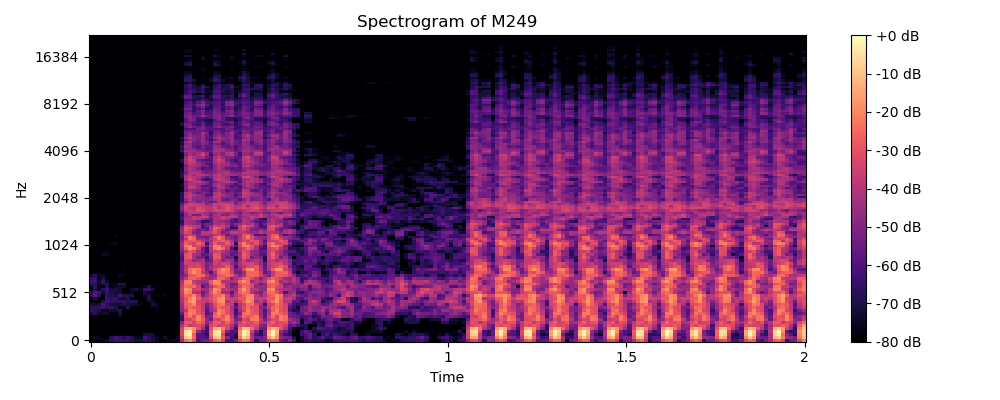 Spectrogram of M249
Hz
16384
8192
4096
2048
1024
512
0
0 0.5 1 1.5 2
Time
+0 dB
-10 dB
-20 dB
-30 dB
-40 dB
-50 dB
-60 dB
-70 dB
-80 dB